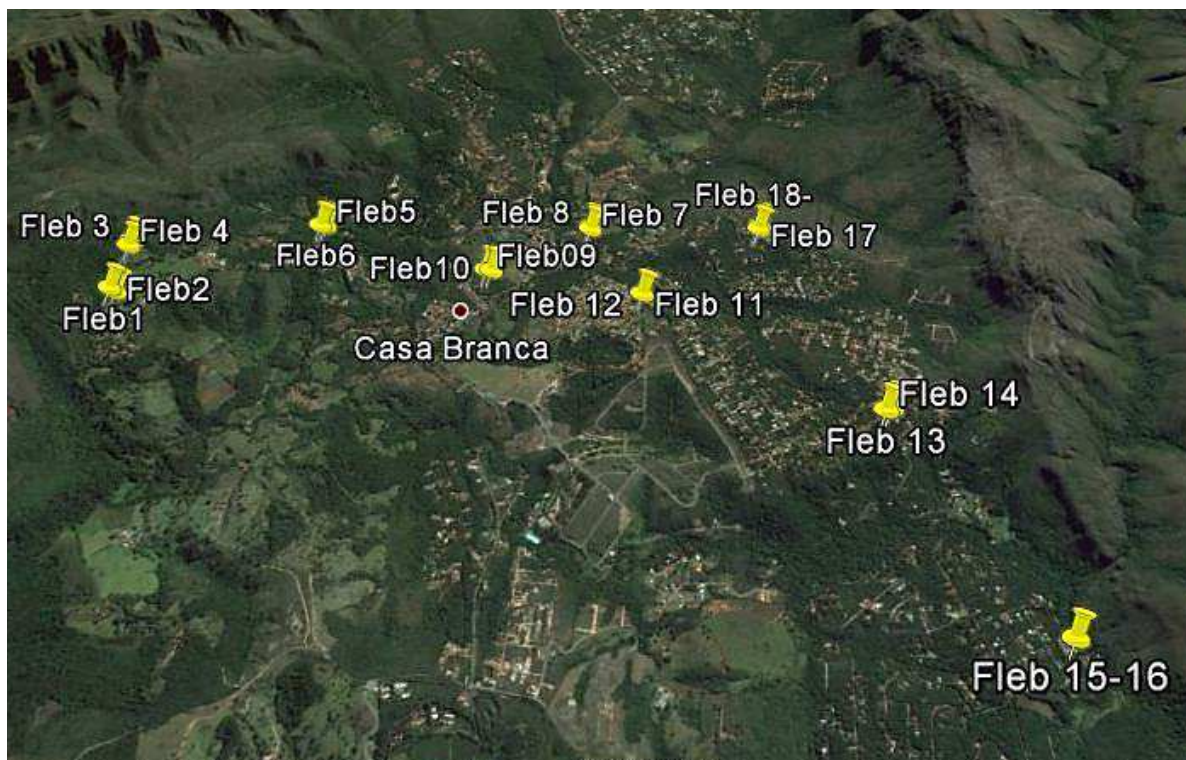 Fleb 18-
Fleb5
Fleb 8
Fleb 7
Fleb 3
Fleb 4
Fleb 17
Fleb6
Fleb10
Fleb09
Fleb2
Fleb 12
Fleb 11
Fleb1
Casa Branca
Fleb 14
Fleb 13
Fleb 15-16